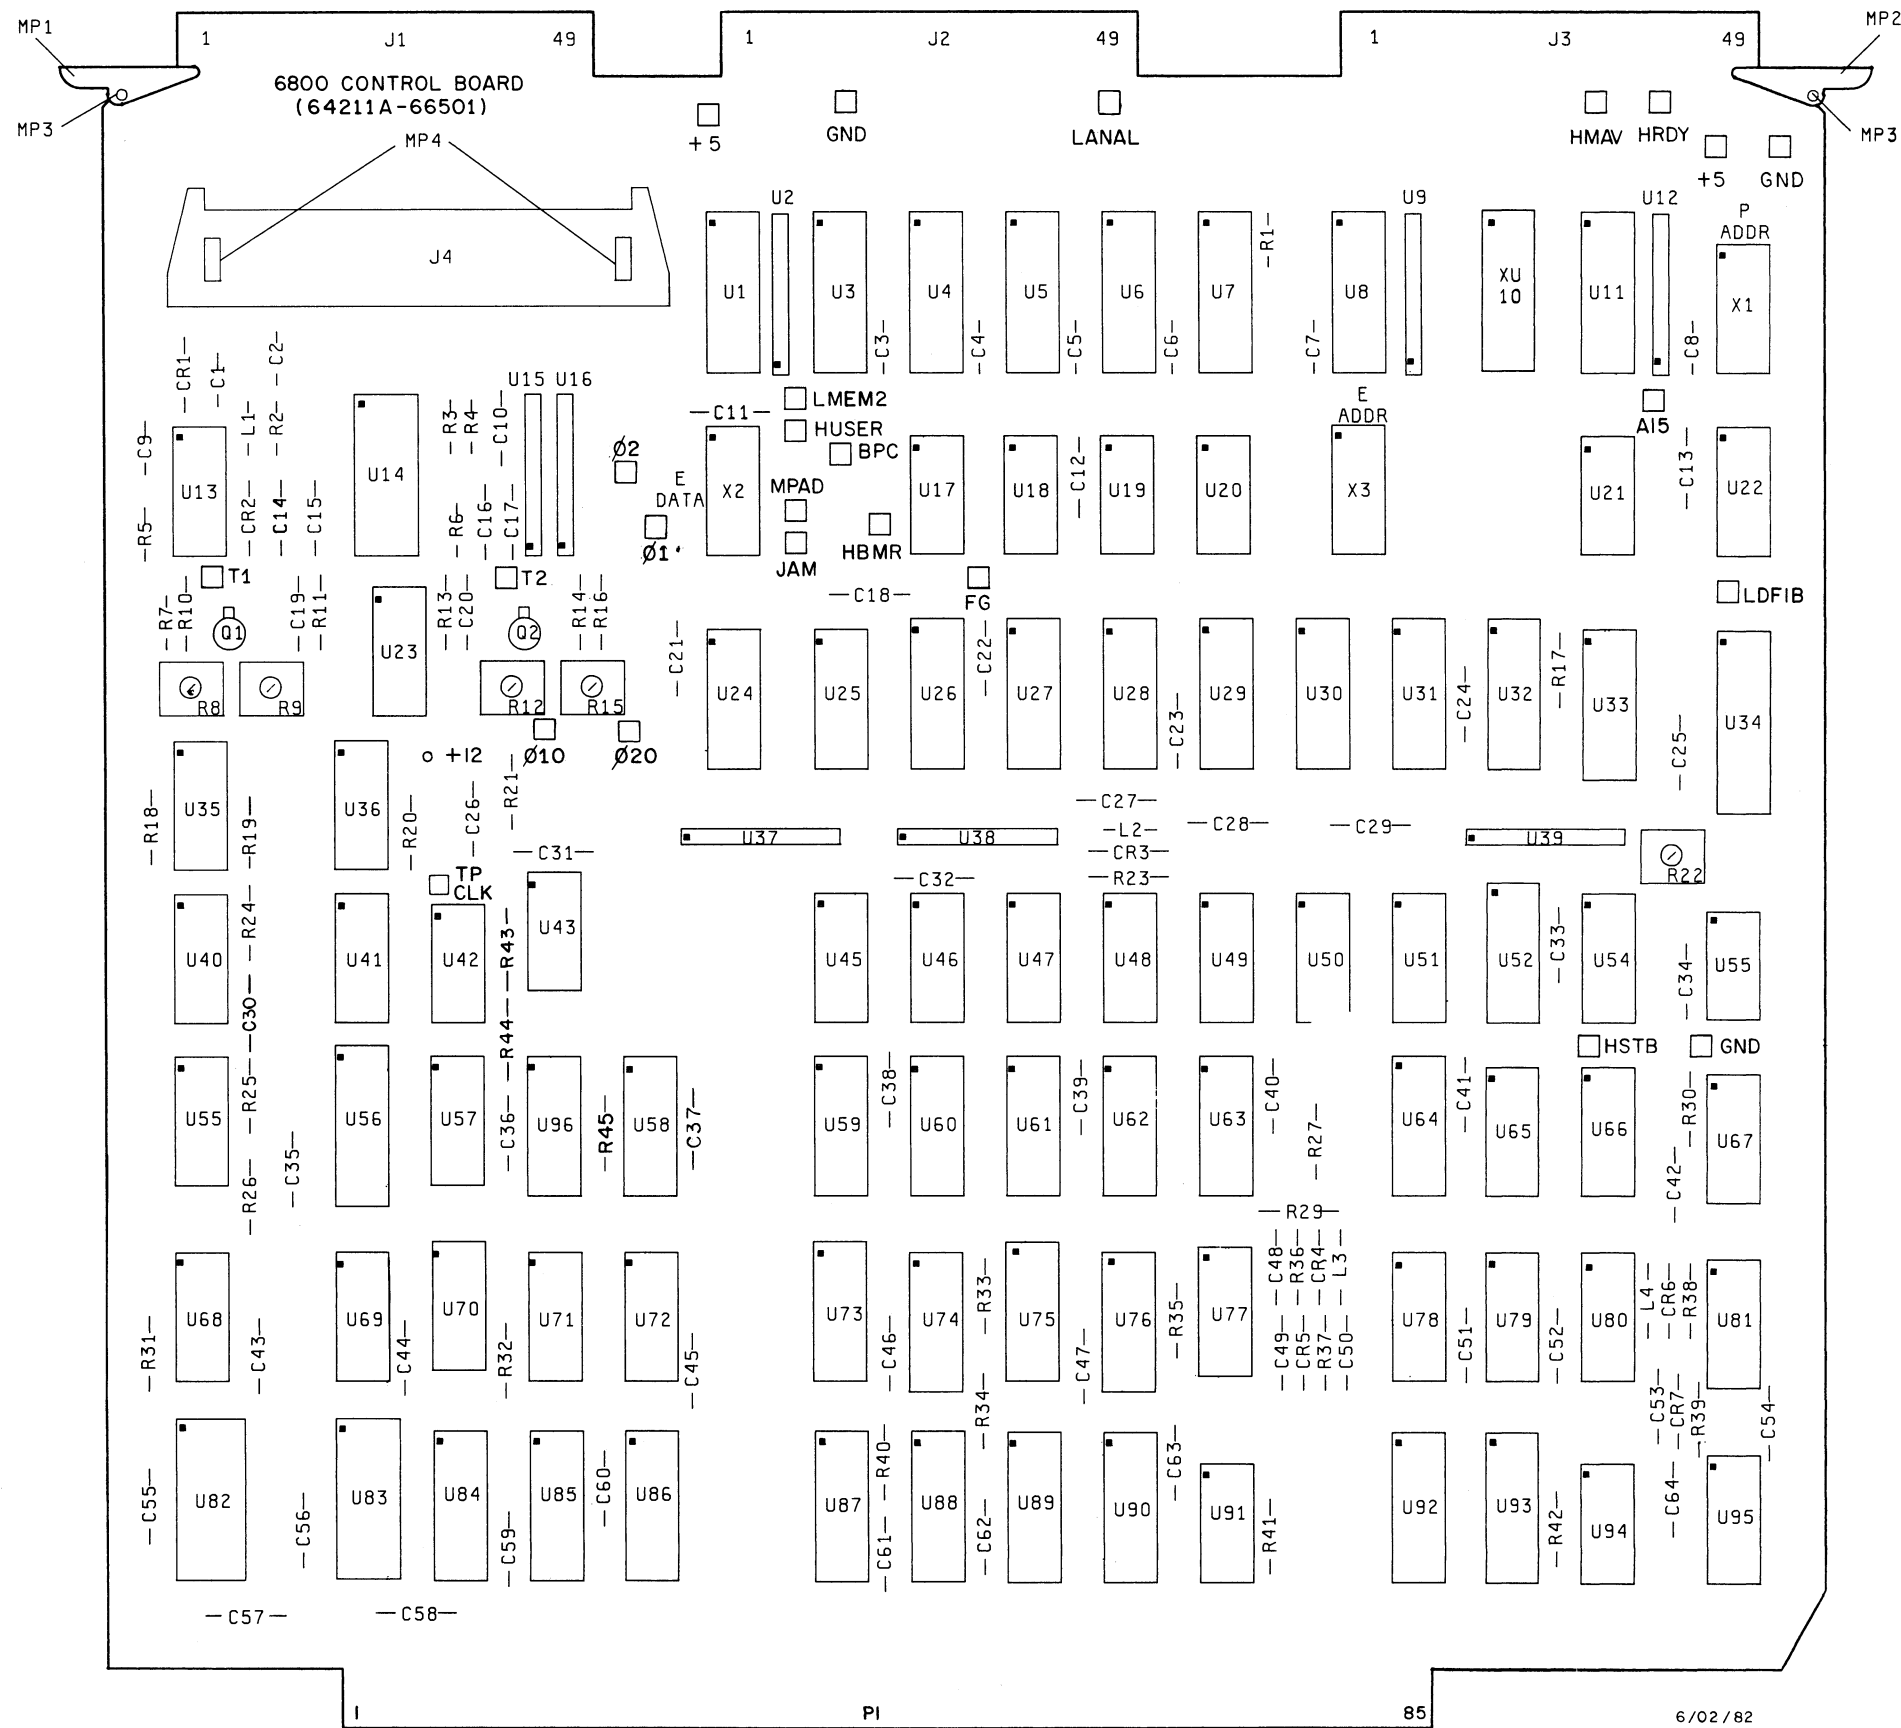 MP1
1
J1
49
1
J2
49
1
J3
49
MP2
6800 CONTROL BOARD
(64211A-66501)
MP3
MP4
+5
GND
LANAL
HMAV
HRDY
MP3
+5
GND
U2
U9
U12
P
ADDR
J4
U1
U3
U4
U5
U6
U7
-R1-
U8
XU
10
U11
X1
-C3-
-C4-
-C5-
-C6-
-C7-
-C8-
-CR1-
-C1-
-C2-
U15
U16
LMEM2
-C11-
HUSER
BPC
E
ADDR
A15
-C9-
-L1-
-R2-
-R3-
-R4-
-C10-
Ø2
U13
U14
E
DATA
X2
MPAD
U17
U18
-C12-
U19
U20
X3
U21
-C13-
U22
-R5-
-CR2-
-C14-
-C15-
-R6-
-C16-
-C17-
Ø1
JAM
HBMR
T1
T2
FG
-C18-
LDFIB
-R7-
-R10-
Q1
-C19-
-R11-
U23
-R13-
-C20-
Q2
-R14-
-R16-
-C21-
U24
U25
U26
-C22-
U27
U28
-C23-
U29
U30
U31
-C24-
U32
-R17-
U33
-C25-
U34
R8
R9
R12
R15
+12
Ø10
Ø20
-R18-
U35
-R19-
U36
-R20-
-C26-
-R21-
-C27-
U37
U38
-L2-
-C28-
-C29-
U39
-C31-
-CR3-
TP
CLK
-C32-
-R23-
R22
U40
-R24-
-C30-
U41
U42
-R43-
-R44-
U43
U45
U46
U47
U48
U49
U50
U51
U52
-C33-
U54
-C34-
U55
HSTB
GND
U55
-R25-
-R26-
-C35-
U56
U57
-C36-
U96
-R45-
U58
-C37-
U59
-C38-
U60
U61
-C39-
U62
U63
-C40-
-R27-
U64
-C41-
U65
U66
-C42-
-R30-
U67
-R29-
-R31-
U68
-C43-
U69
-C44-
U70
-R32-
U71
U72
-C45-
U73
-C46-
U74
-R33-
-R34-
U75
-C47-
U76
-R35-
U77
-C48-
-R36-
-CR4-
-L3-
-C49-
-CR5-
-R37-
-C50-
U78
-C51-
U79
-C52-
U80
-L4-
-CR6-
-R38-
U81
-C53-
-CR7-
-R39-
-C54-
-C55-
U82
-C56-
U83
U84
-C59-
U85
-C60-
U86
U87
-R40-
-C61-
U88
-C62-
U89
U90
-C63-
U91
-R41-
U92
U93
-R42-
U94
-C64-
U95
-C57-
-C58-
1
P1
85
6/02/82